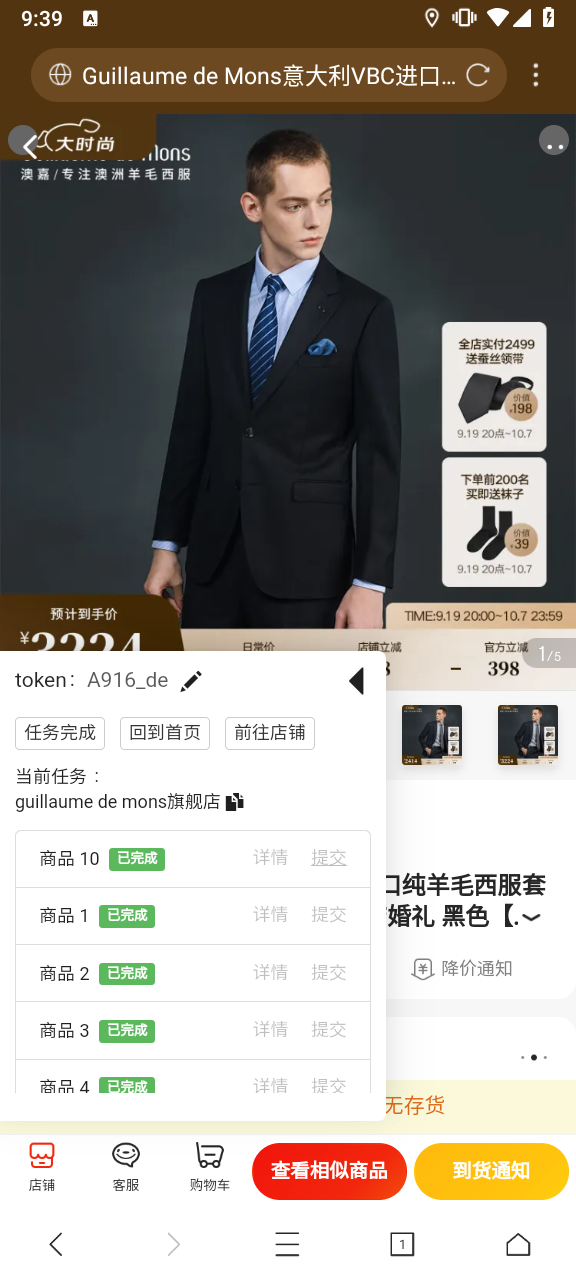 9:39
A
Guillaume de Mons意大利VBC进口…
大时尚
澳嘉/专注澳洲羊毛西服
全店实付2499
送蚕丝领带
价值
¥198
9.19 20点~10.7
下单前200名
买即送袜子
价值
¥39
9.19 20点~10.7
预计到手价
TIME:9.19 20:00~10.7 23:59
¥3224
日常价
店铺立减
官方立减
– 398
1/5
token: A916_de
任务完成 回到首页 前往店铺
当前任务：
guillaume de mons旗舰店
商品 10 已完成 详情 提交
口纯羊毛西服套
商品 1 已完成 详情 提交
婚礼 黑色【.
商品 2 已完成 详情 提交
降价通知
商品 3 已完成 详情 提交
商品 4 已完成 详情 提交
无存货
店铺 客服 购物车 查看相似商品 到货通知
1